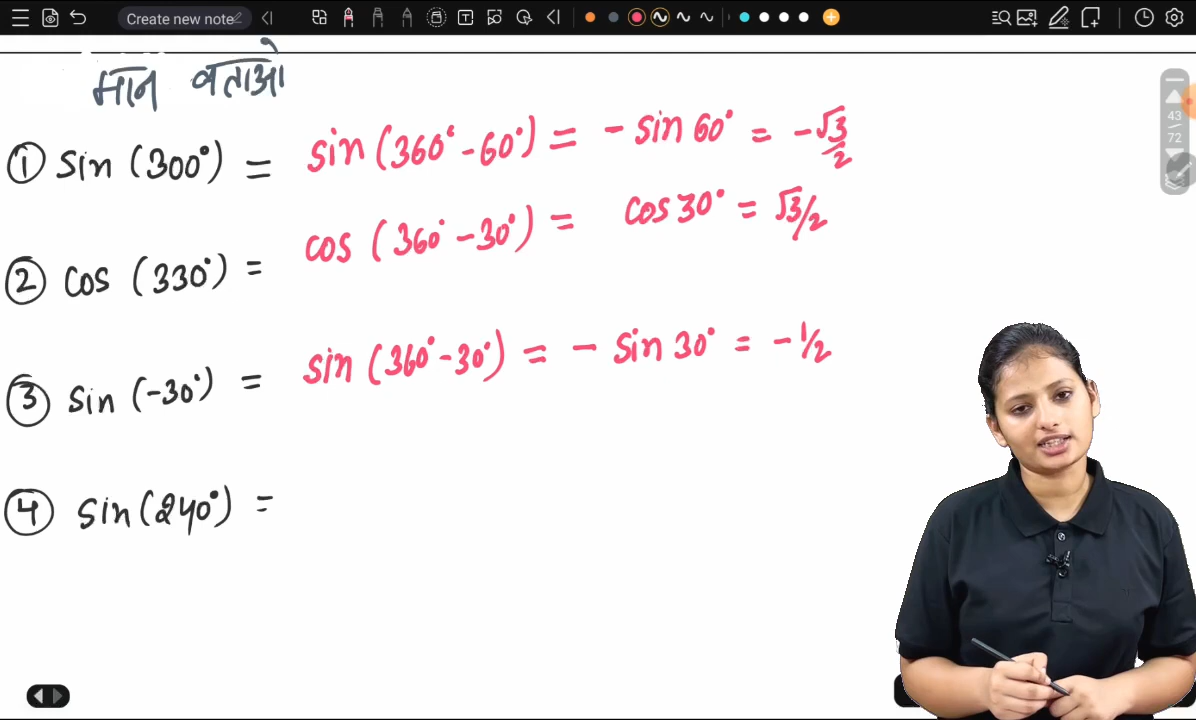 Create new note
मान बताओ
① sin (300°) = sin (360° - 60°) = - sin 60° = - √3/2
② cos (330°) = cos (360° - 30°) = cos 30° = √3/2
③ sin (-30°) = sin (360° - 30°) = - sin 30° = - 1/2
④ sin (240°) =
43
72